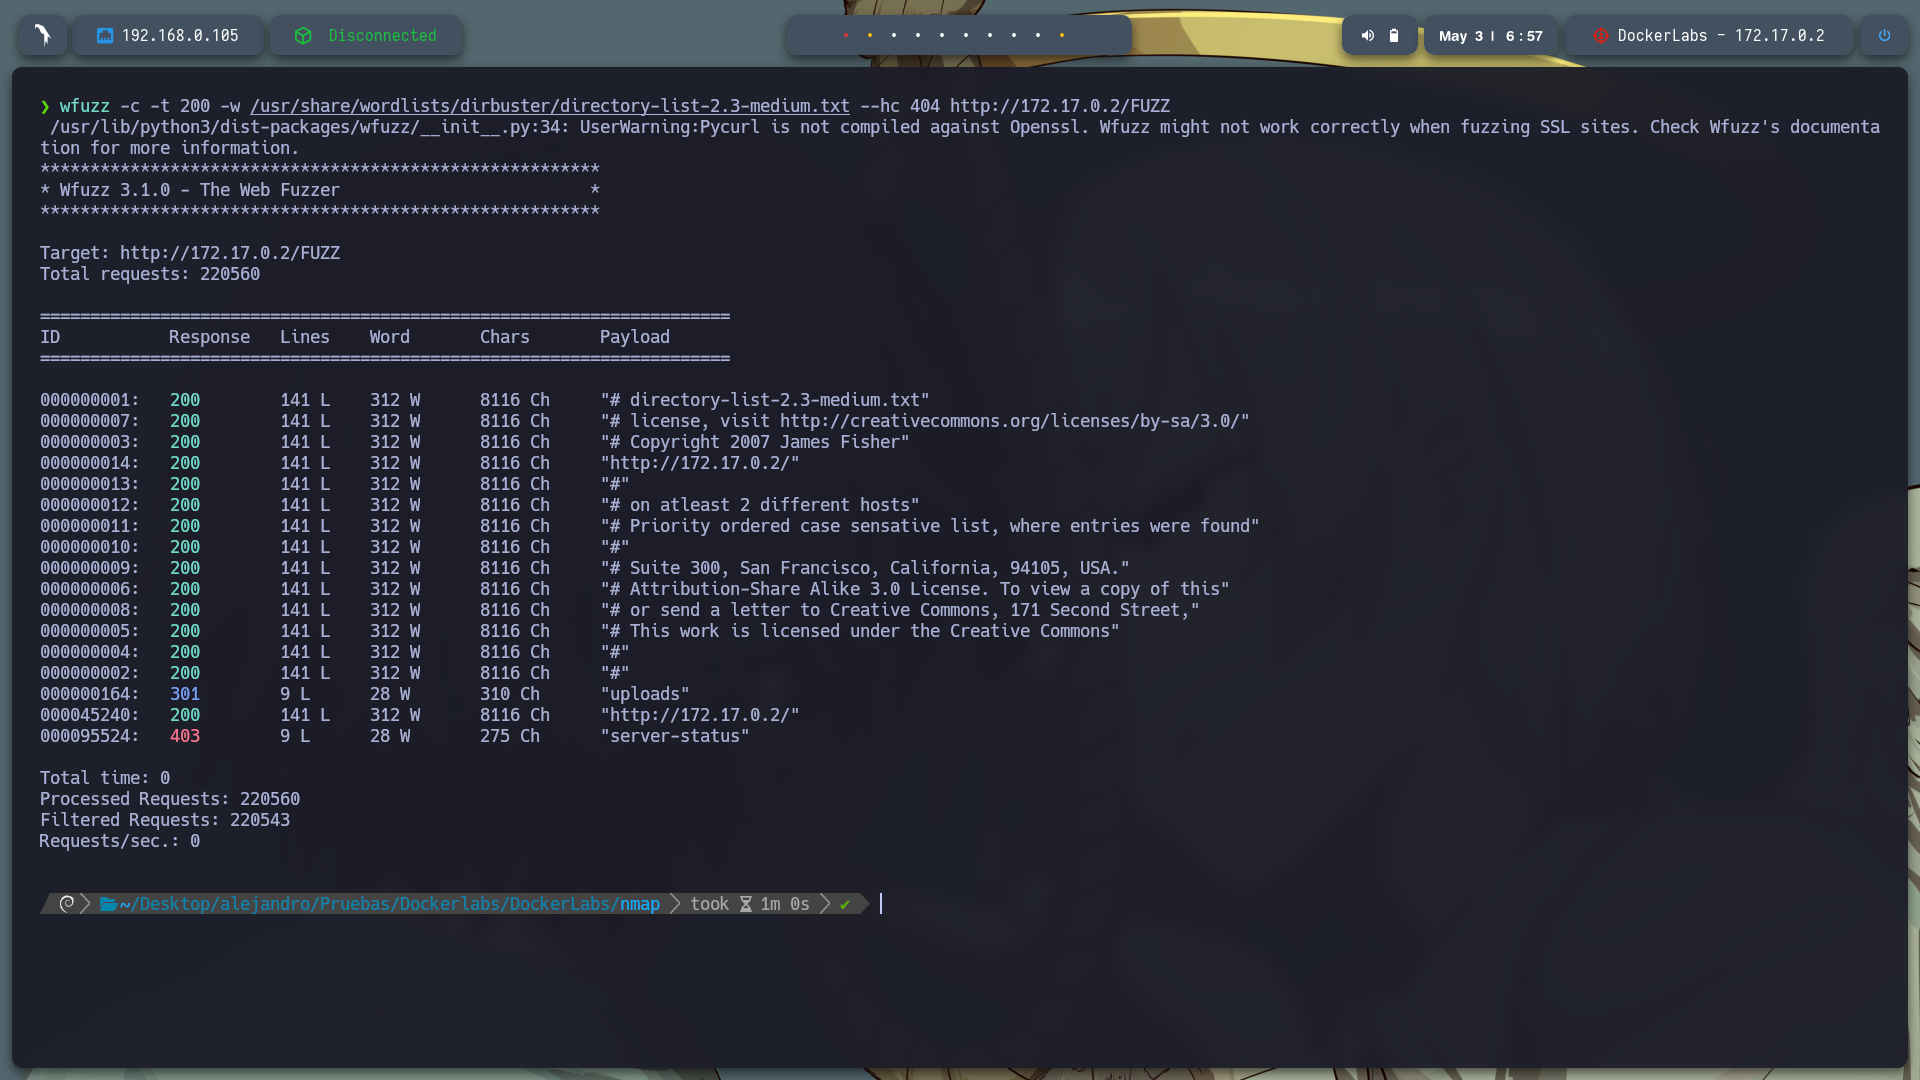 192.168.0.105 Disconnected May 3 | 6:57 DockerLabs - 172.17.0.2
❯ wfuzz -c -t 200 -w /usr/share/wordlists/dirbuster/directory-list-2.3-medium.txt --hc 404 http://172.17.0.2/FUZZ
/usr/lib/python3/dist-packages/wfuzz/__init__.py:34: UserWarning:Pycurl is not compiled against Openssl. Wfuzz might not work correctly when fuzzing SSL sites. Check Wfuzz's documenta
tion for more information.
********************************************************
* Wfuzz 3.1.0 - The Web Fuzzer                         *
********************************************************
Target: http://172.17.0.2/FUZZ
Total requests: 220560
=====================================================================
ID           Response   Lines    Word       Chars       Payload
=====================================================================
000000001:   200        141 L    312 W      8116 Ch     "# directory-list-2.3-medium.txt"
000000007:   200        141 L    312 W      8116 Ch     "# license, visit http://creativecommons.org/licenses/by-sa/3.0/"
000000003:   200        141 L    312 W      8116 Ch     "# Copyright 2007 James Fisher"
000000014:   200        141 L    312 W      8116 Ch     "http://172.17.0.2/"
000000013:   200        141 L    312 W      8116 Ch     "#"
000000012:   200        141 L    312 W      8116 Ch     "# on atleast 2 different hosts"
000000011:   200        141 L    312 W      8116 Ch     "# Priority ordered case sensative list, where entries were found"
000000010:   200        141 L    312 W      8116 Ch     "#"
000000009:   200        141 L    312 W      8116 Ch     "# Suite 300, San Francisco, California, 94105, USA."
000000006:   200        141 L    312 W      8116 Ch     "# Attribution-Share Alike 3.0 License. To view a copy of this"
000000008:   200        141 L    312 W      8116 Ch     "# or send a letter to Creative Commons, 171 Second Street,"
000000005:   200        141 L    312 W      8116 Ch     "# This work is licensed under the Creative Commons"
000000004:   200        141 L    312 W      8116 Ch     "#"
000000002:   200        141 L    312 W      8116 Ch     "#"
000000164:   301        9 L      28 W       310 Ch      "uploads"
000045240:   200        141 L    312 W      8116 Ch     "http://172.17.0.2/"
000095524:   403        9 L      28 W       275 Ch      "server-status"
Total time: 0
Processed Requests: 220560
Filtered Requests: 220543
Requests/sec.: 0
~/Desktop/alejandro/Pruebas/Dockerlabs/DockerLabs/nmap took 1m 0s ✔